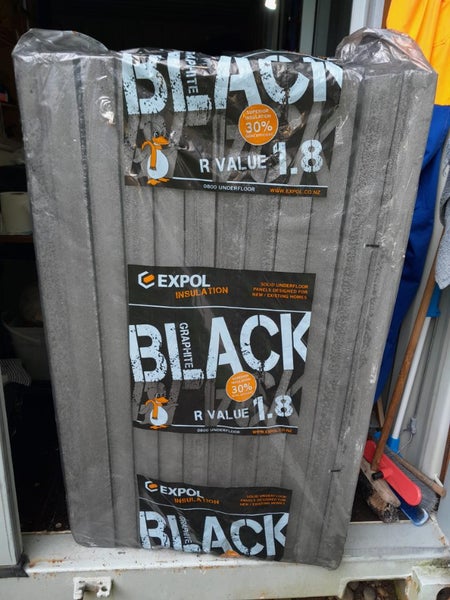 BLACK
GRAPHITE
SUPERIOR
INSULATION
30%
R VALUE 1.8
0800 UNDERFLOOR
WWW.EXPOL.CO.NZ
EXPOL
INSULATION
SOLID UNDERFLOOR
PANELS DESIGNED FOR
NEW / EXISTING HOMES
BLACK
GRAPHITE
SUPERIOR
INSULATION
30%
R VALUE 1.8
0800 UNDERFLOOR
WWW.EXPOL.CO.NZ
EXPOL
INSULATION
SOLID UNDERFLOOR
PANELS DESIGNED FOR
NEW / EXISTING HOMES
BLACK